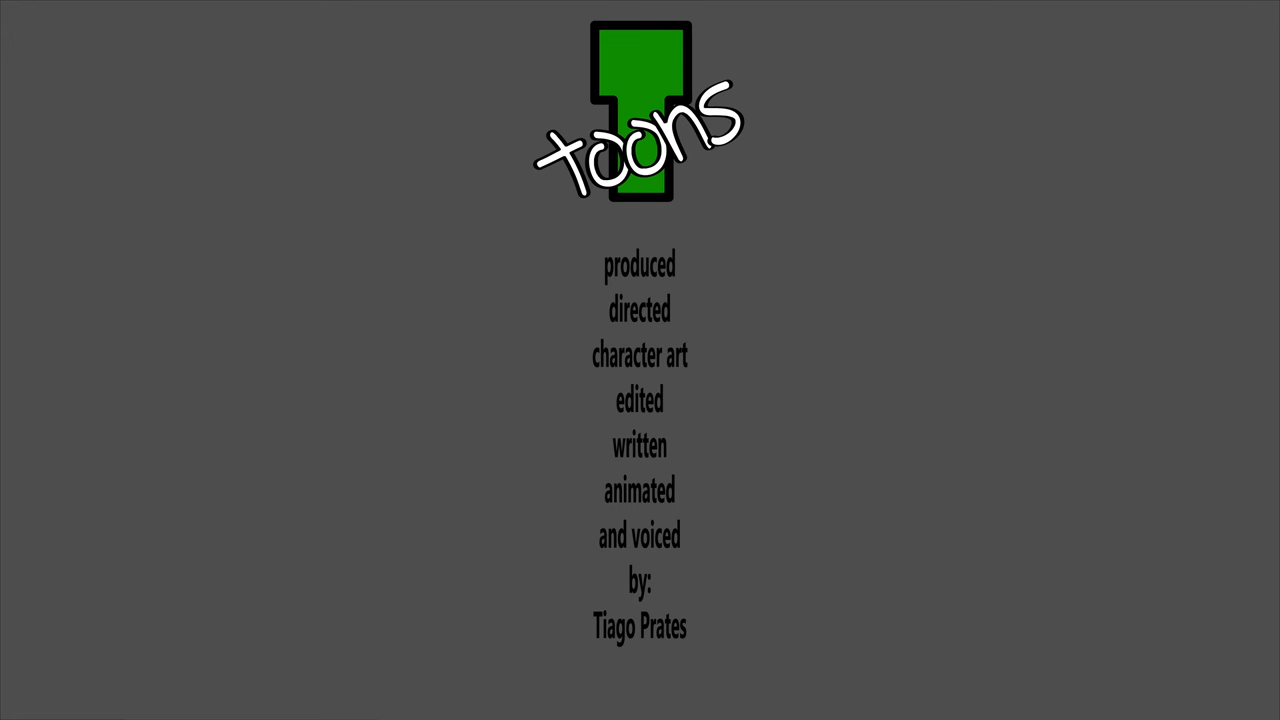 toons
produced
directed
character art
edited
written
animated
and voiced
by:
Tiago Prates